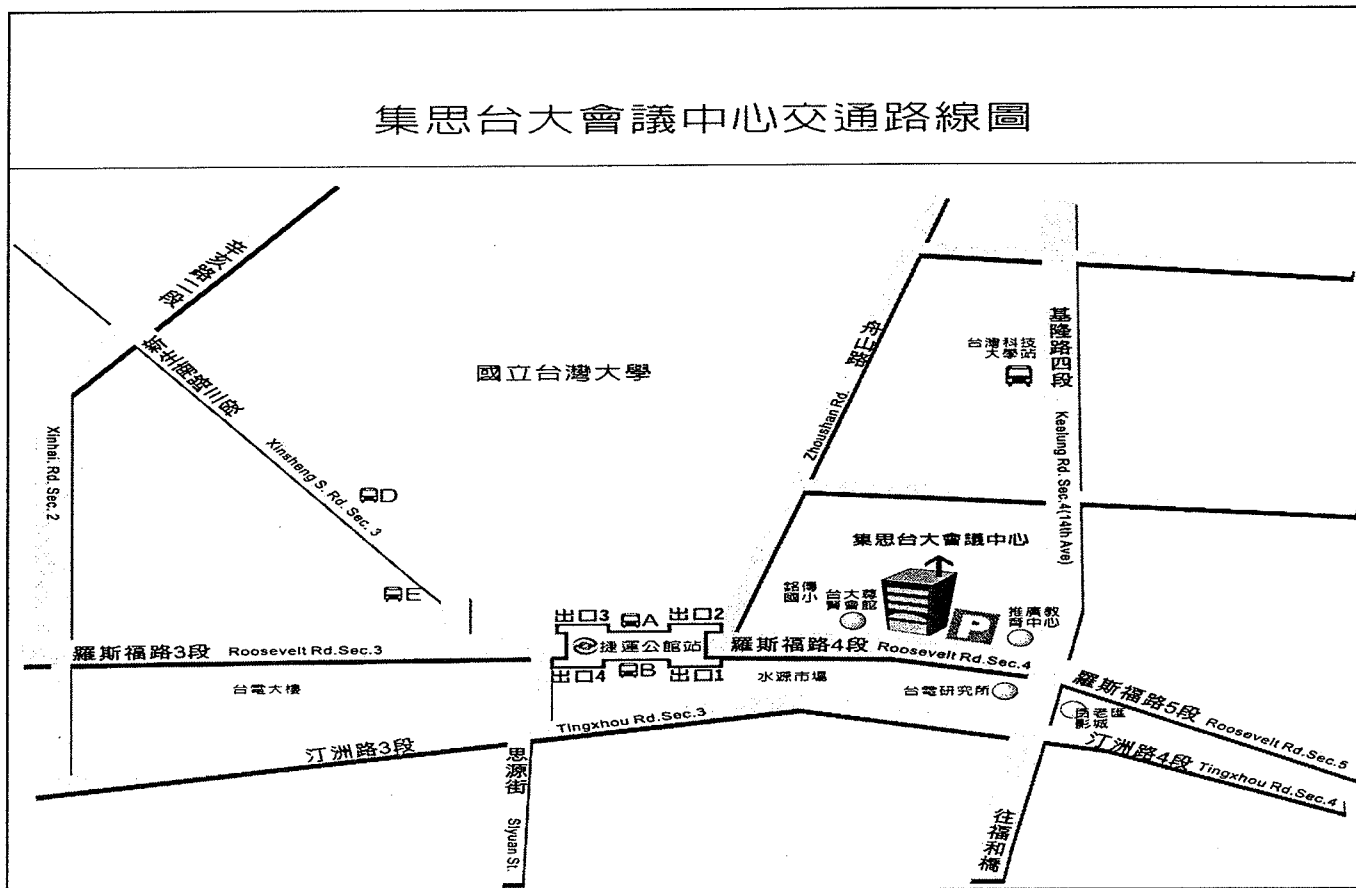 集思台大會議中心交通路線圖
辛亥路二段
新生南路三段
Xinhai. Rd. Sec. 2
Xinsheng S. Rd. Sec. 3
國立台灣大學
舟山路
Zhoushan Rd.
台灣科技
大學站
基隆路四段
Keelung Rd. Sec.4(14th Ave)
D
E
集思台大會議中心
銘傳
國小
台大尊
賢會館
P
推廣教
育中心
出口3
A
出口2
捷運公館站
出口4
B
出口1
羅斯福路3段 Roosevelt Rd.Sec.3
羅斯福路4段 Roosevelt Rd.Sec.4
台電大樓
水源市場
台電研究所
羅斯福路5段 Roosevelt Rd.Sec.5
影城
汀洲路3段
Tingxhou Rd.Sec.3
汀洲路4段 Tingxhou Rd.Sec.4
思源街
Siyuan St.
往福和橋